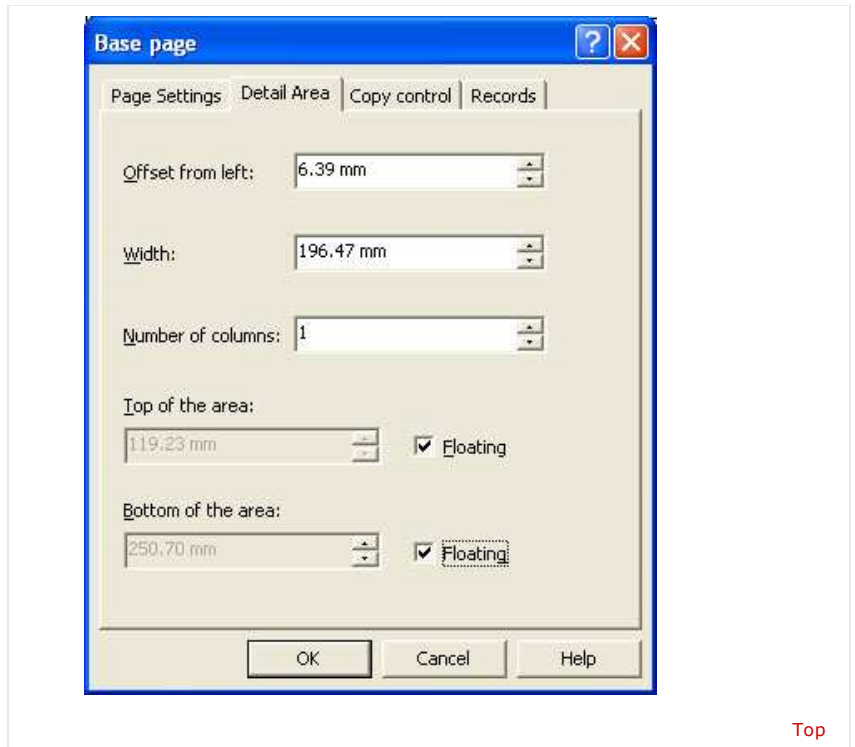 Base page
Page Settings Detail Area Copy control Records
Offset from left: 6.39 mm
Width: 196.47 mm
Number of columns: 1
Top of the area:
119.23 mm Floating
Bottom of the area:
250.70 mm Floating
OK Cancel Help
Top